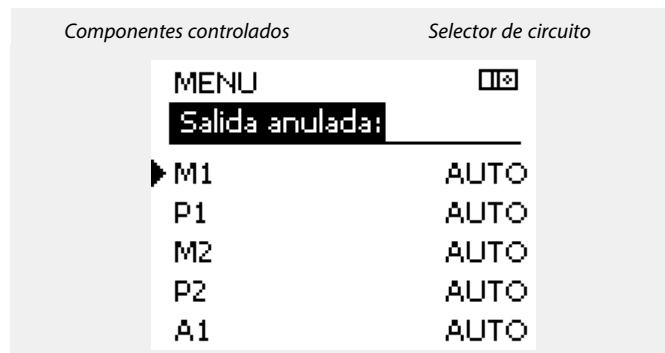 Componentes controlados Selector de circuito
MENU
Salida anulada:
M1 AUTO
P1 AUTO
M2 AUTO
P2 AUTO
A1 AUTO